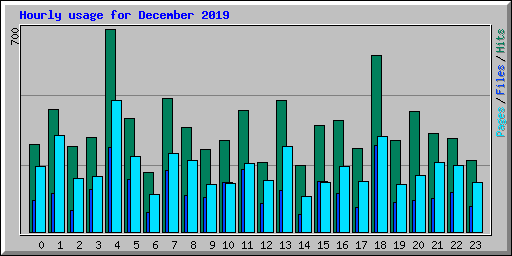 Hourly usage for December 2019
700
Pages/Files/Hits
0 1 2 3 4 5 6 7 8 9 10 11 12 13 14 15 16 17 18 19 20 21 22 23